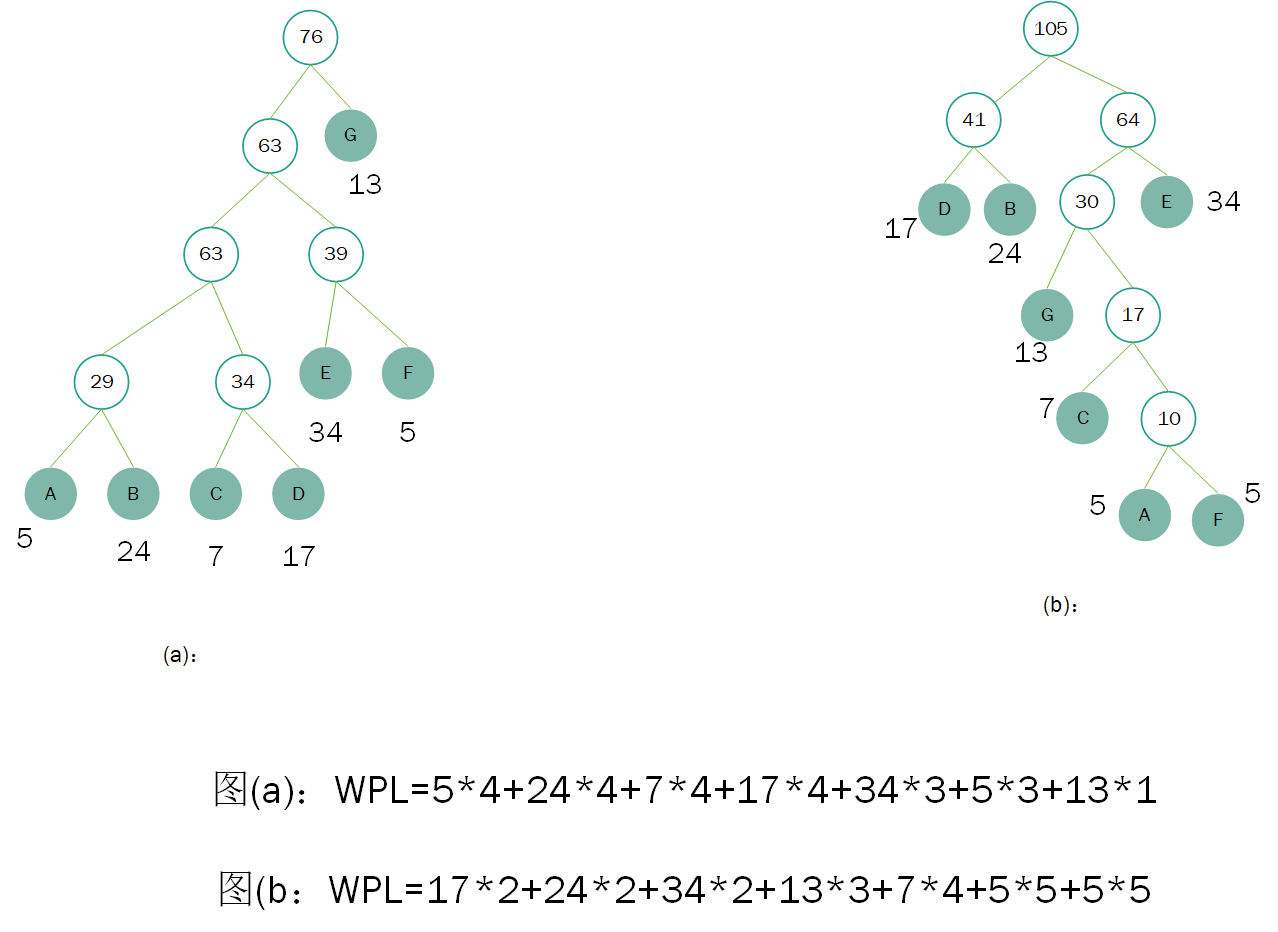 76
63
G
13
63
39
29
34
E
F
34
5
A
B
C
D
5
24
7
17
(a):
105
41
64
D
B
30
E
34
17
24
G
17
13
7
C
10
5
A
F
5
(b):
图(a)：WPL=5*4+24*4+7*4+17*4+34*3+5*3+13*1
图(b：WPL=17*2+24*2+34*2+13*3+7*4+5*5+5*5